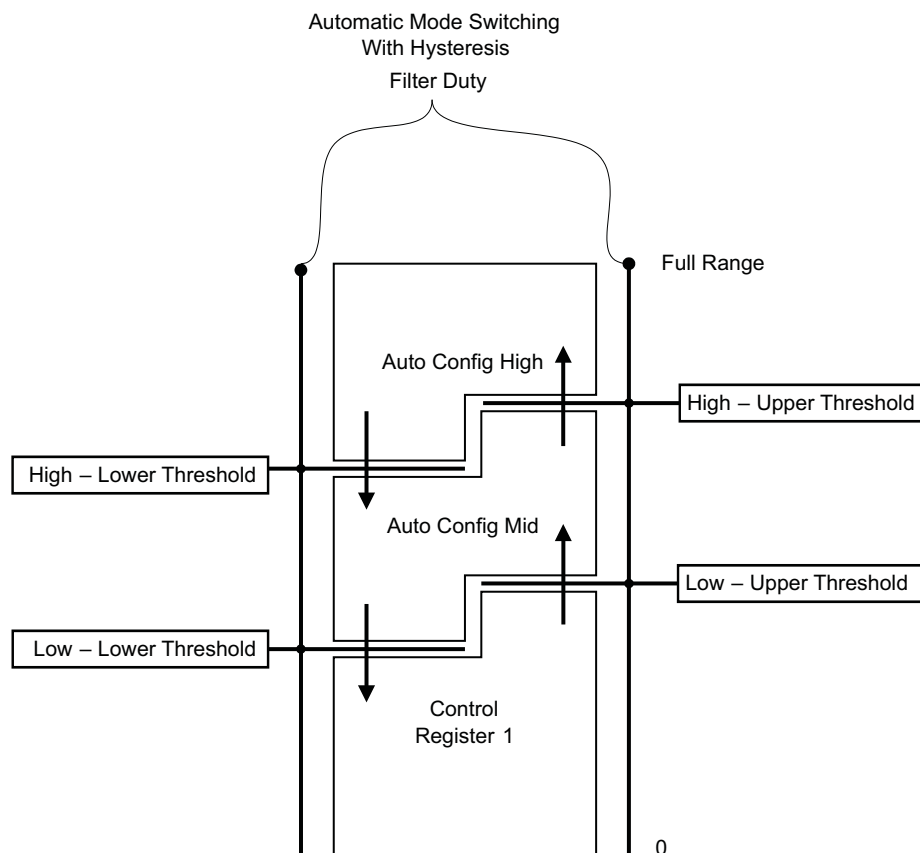 Automatic Mode Switching
With Hysteresis
Filter Duty
Full Range
Auto Config High
High – Upper Threshold
High – Lower Threshold
Auto Config Mid
Low – Upper Threshold
Low – Lower Threshold
Control
Register 1
0